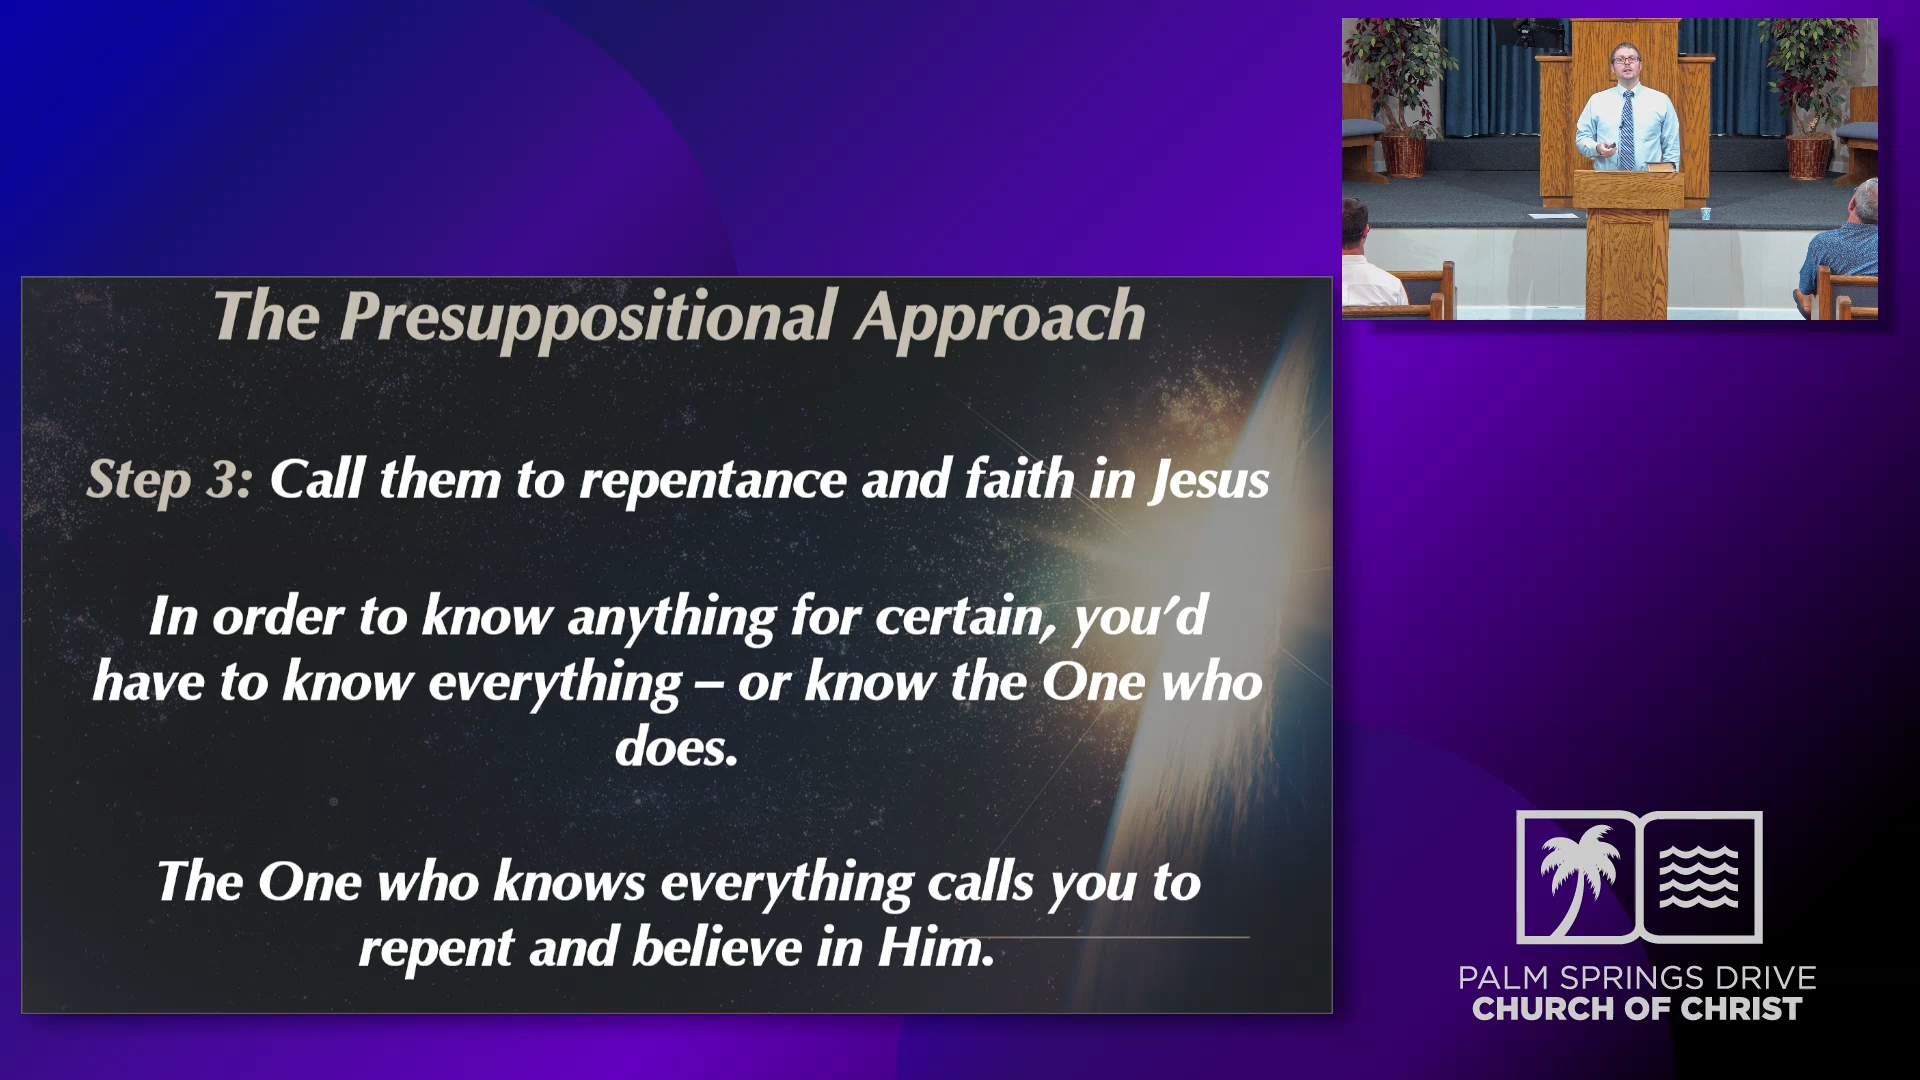 The Presuppositional Approach
Step 3: Call them to repentance and faith in Jesus
In order to know anything for certain, you’d
have to know everything – or know the One who
does.
The One who knows everything calls you to
repent and believe in Him.
PALM SPRINGS DRIVE
CHURCH OF CHRIST